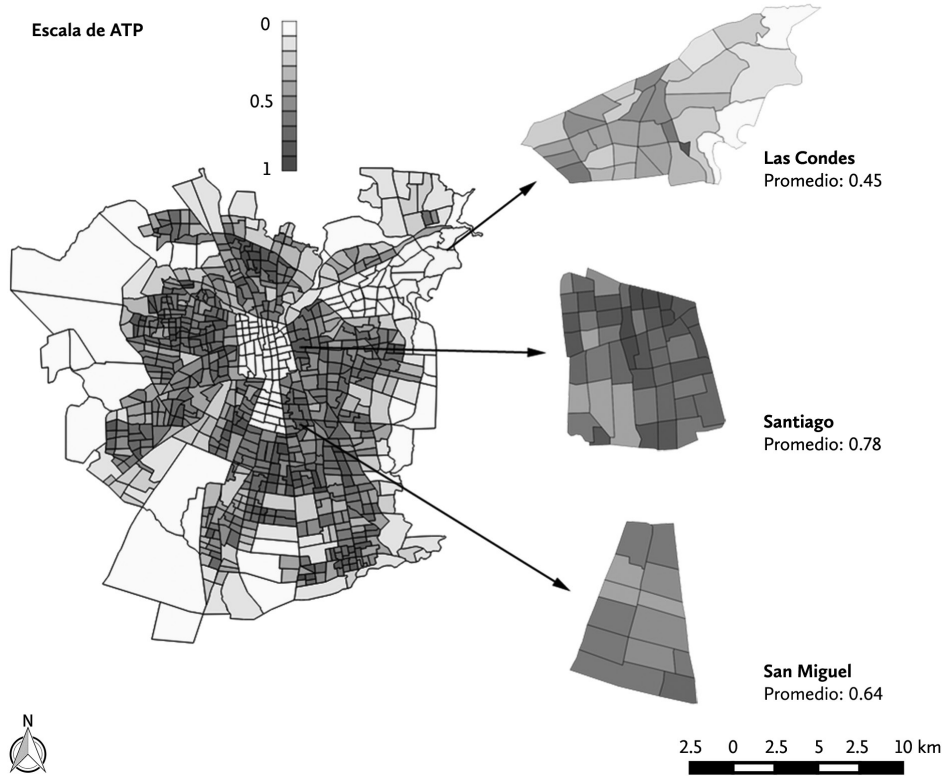 Escala de ATP
0
0.5
1
Las Condes
Promedio: 0.45
Santiago
Promedio: 0.78
San Miguel
Promedio: 0.64
N
2.5 0 2.5 5 2.5 10 km